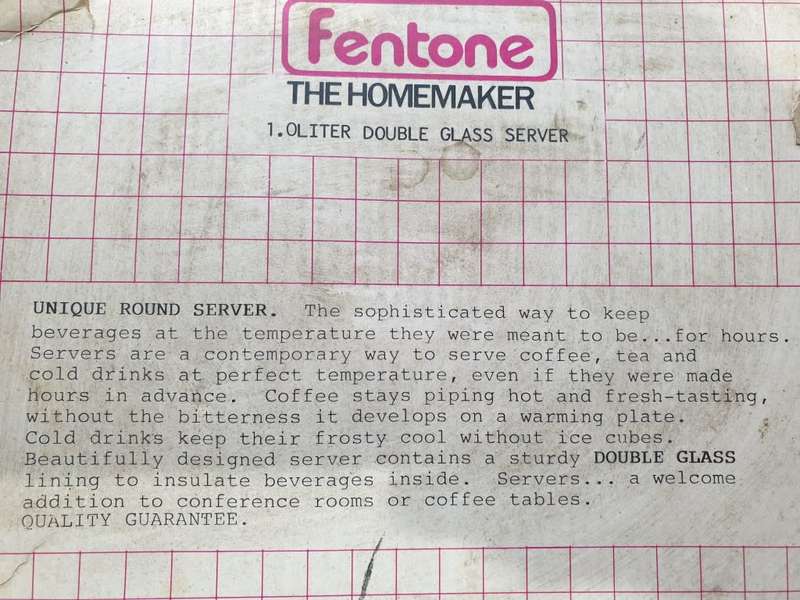 Fentone
THE HOMEMAKER
1.0LITER DOUBLE GLASS SERVER
UNIQUE ROUND SERVER. The sophisticated way to keep
beverages at the temperature they were meant to be...for hours.
Servers are a contemporary way to serve coffee, tea and
cold drinks at perfect temperature, even if they were made
hours in advance. Coffee stays piping hot and fresh-tasting,
without the bitterness it develops on a warming plate.
Cold drinks keep their frosty cool without ice cubes.
Beautifully designed server contains a sturdy DOUBLE GLASS
lining to insulate beverages inside. Servers... a welcome
addition to conference rooms or coffee tables.
QUALITY GUARANTEE.